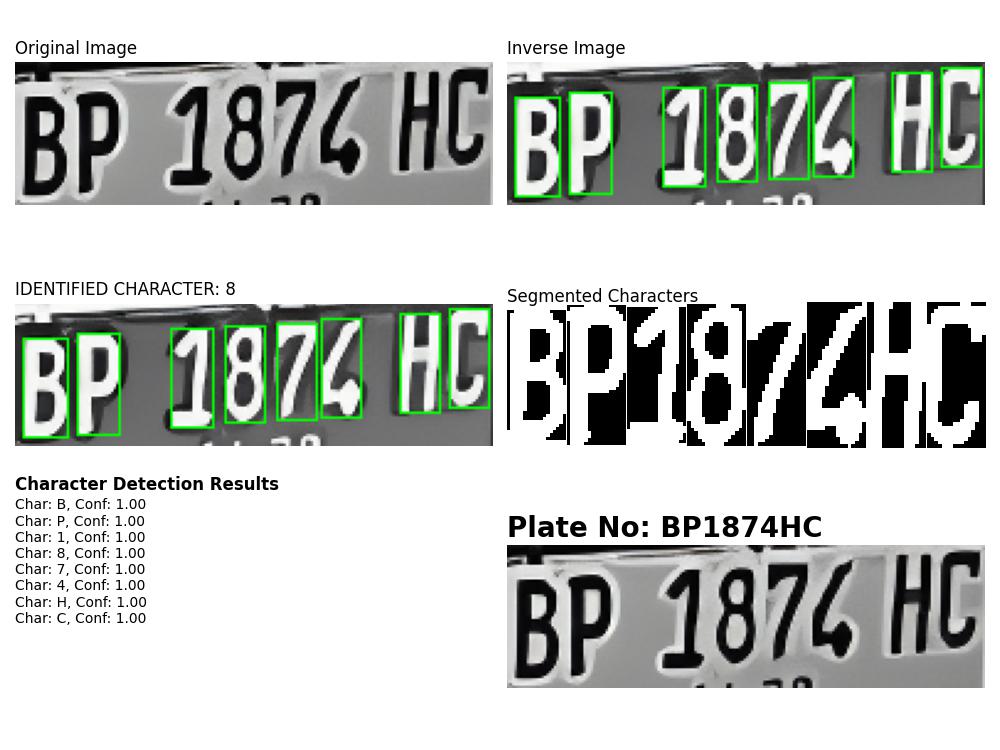 Original Image
BP 1874 HC
Inverse Image
BP 1874 HC
IDENTIFIED CHARACTER: 8
BP 1874 HC
Segmented Characters
BP1874HC
Character Detection Results
Char: B, Conf: 1.00
Char: P, Conf: 1.00
Char: 1, Conf: 1.00
Char: 8, Conf: 1.00
Char: 7, Conf: 1.00
Char: 4, Conf: 1.00
Char: H, Conf: 1.00
Char: C, Conf: 1.00
Plate No: BP1874HC
BP 1874 HC